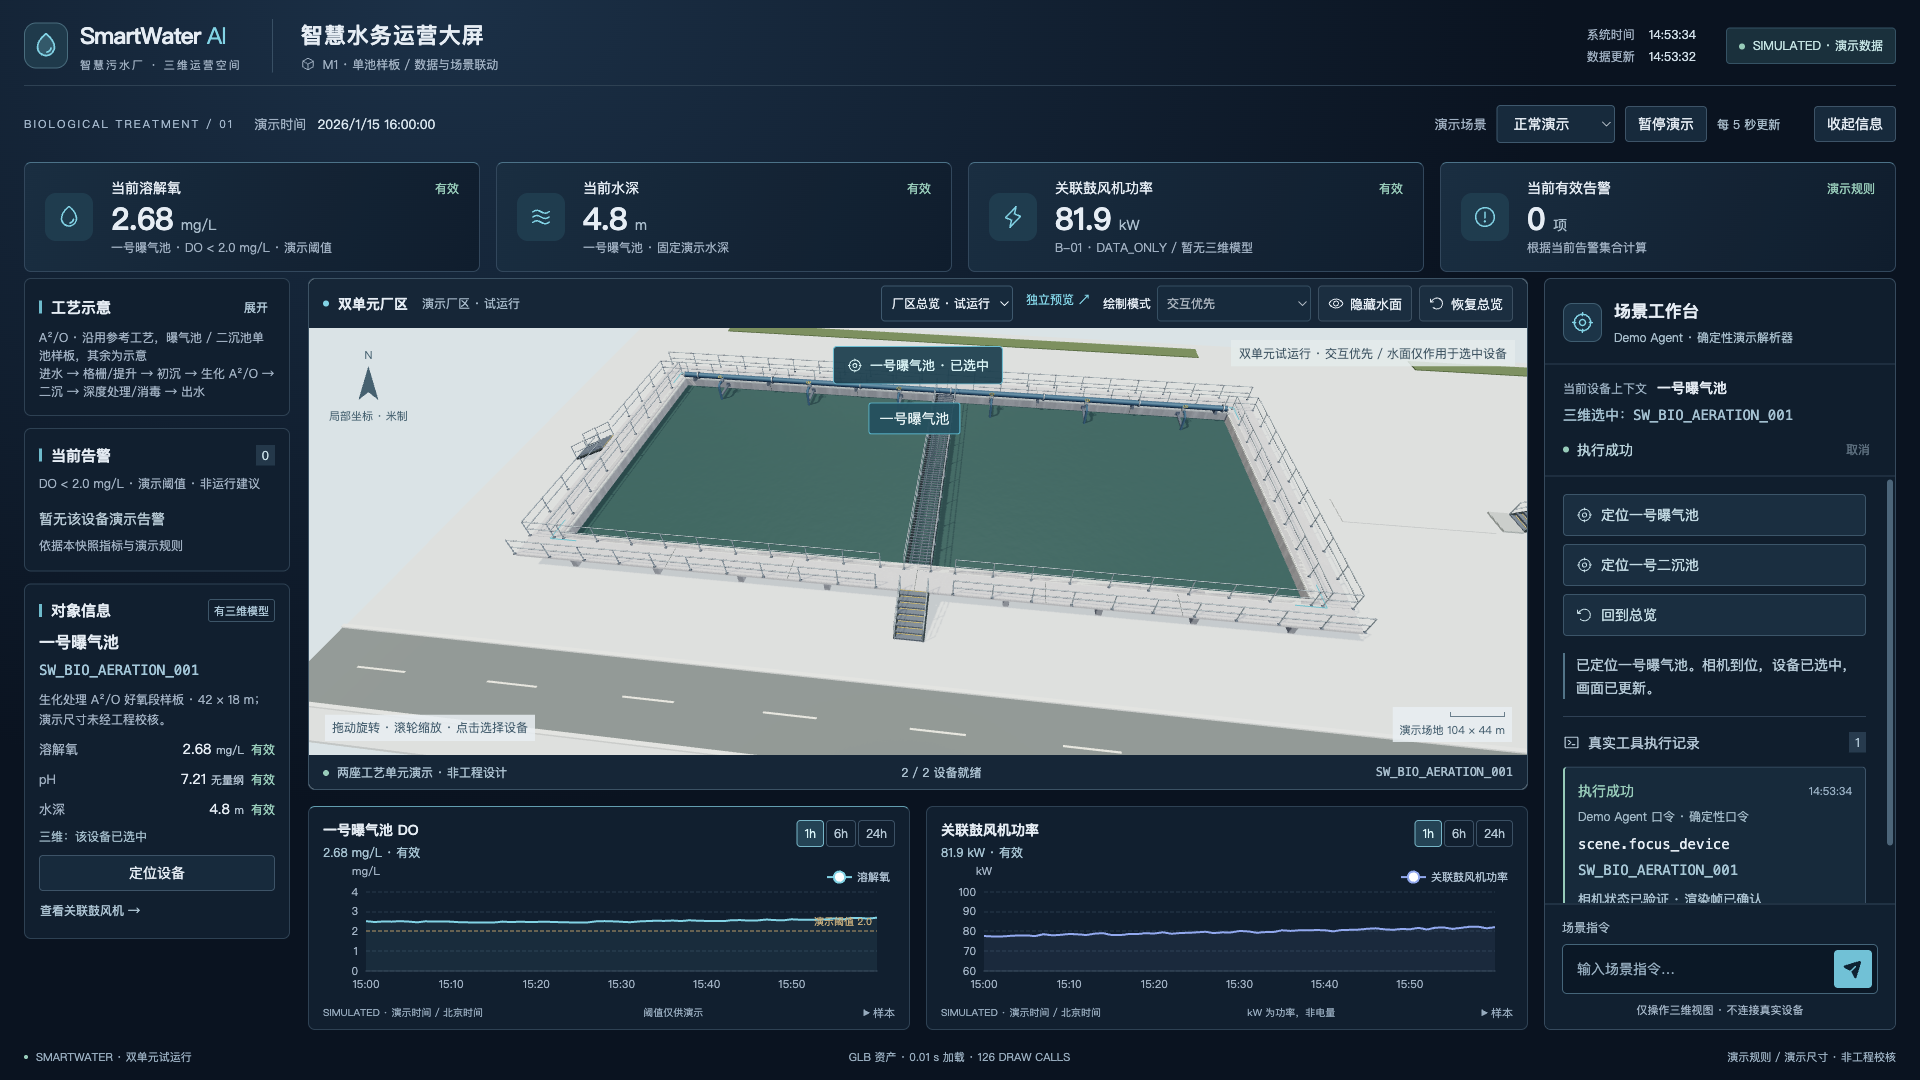 SmartWater AI
智慧污水厂 · 三维运营空间
智慧水务运营大屏
M1 · 单池样板 / 数据与场景联动
系统时间 14:53:34
数据更新 14:53:32
SIMULATED · 演示数据
BIOLOGICAL TREATMENT / 01
演示时间 2026/1/15 16:00:00
演示场景
正常演示
暂停演示
每 5 秒更新
收起信息
当前溶解氧
有效
2.68 mg/L
一号曝气池 · DO < 2.0 mg/L · 演示阈值
当前水深
有效
4.8 m
一号曝气池 · 固定演示水深
关联鼓风机功率
有效
81.9 kW
B-01 · DATA_ONLY / 暂无三维模型
当前有效告警
演示规则
0 项
根据当前告警集合计算
工艺示意
展开
A²/O · 沿用参考工艺，曝气池 / 二沉池单
池样板，其余为示意
进水 → 格栅/提升 → 初沉 → 生化 A²/O →
二沉 → 深度处理/消毒 → 出水
当前告警
0
DO < 2.0 mg/L · 演示阈值 · 非运行建议
暂无该设备演示告警
依据本快照指标与演示规则
对象信息
有三维模型
一号曝气池
SW_BIO_AERATION_001
生化处理 A²/O 好氧段样板 · 42 × 18 m；
演示尺寸未经工程校核。
溶解氧 2.68 mg/L 有效
pH 7.21 无量纲 有效
水深 4.8 m 有效
三维：该设备已选中
定位设备
查看关联鼓风机 →
双单元厂区
演示厂区 · 试运行
厂区总览 · 试运行
独立预览 ↗
绘制模式
交互优先
隐藏水面
恢复总览
N
局部坐标 · 米制
一号曝气池 · 已选中
一号曝气池
双单元试运行 · 交互优先 / 水面仅作用于选中设备
拖动旋转 · 滚轮缩放 · 点击选择设备
演示场地 104 × 44 m
两座工艺单元演示 · 非工程设计
2 / 2 设备就绪
SW_BIO_AERATION_001
一号曝气池 DO
1h 6h 24h
2.68 mg/L · 有效
mg/L
溶解氧
4
3
2
1
0
演示阈值 2.0
15:00 15:10 15:20 15:30 15:40 15:50
SIMULATED · 演示时间 / 北京时间
阈值仅供演示
样本
关联鼓风机功率
1h 6h 24h
81.9 kW · 有效
kW
关联鼓风机功率
100
90
80
70
60
15:00 15:10 15:20 15:30 15:40 15:50
SIMULATED · 演示时间 / 北京时间
kW 为功率，非电量
样本
场景工作台
Demo Agent · 确定性演示解析器
当前设备上下文 一号曝气池
三维选中：SW_BIO_AERATION_001
执行成功
取消
定位一号曝气池
定位一号二沉池
回到总览
已定位一号曝气池。相机到位，设备已选中，
画面已更新。
真实工具执行记录
1
执行成功
14:53:34
Demo Agent 口令 · 确定性口令
scene.focus_device
SW_BIO_AERATION_001
相机状态已验证 · 渲染帧已确认
场景指令
输入场景指令...
仅操作三维视图 · 不连接真实设备
SMARTWATER · 双单元试运行
GLB 资产 · 0.01 s 加载 · 126 DRAW CALLS
演示规则 / 演示尺寸 · 非工程校核